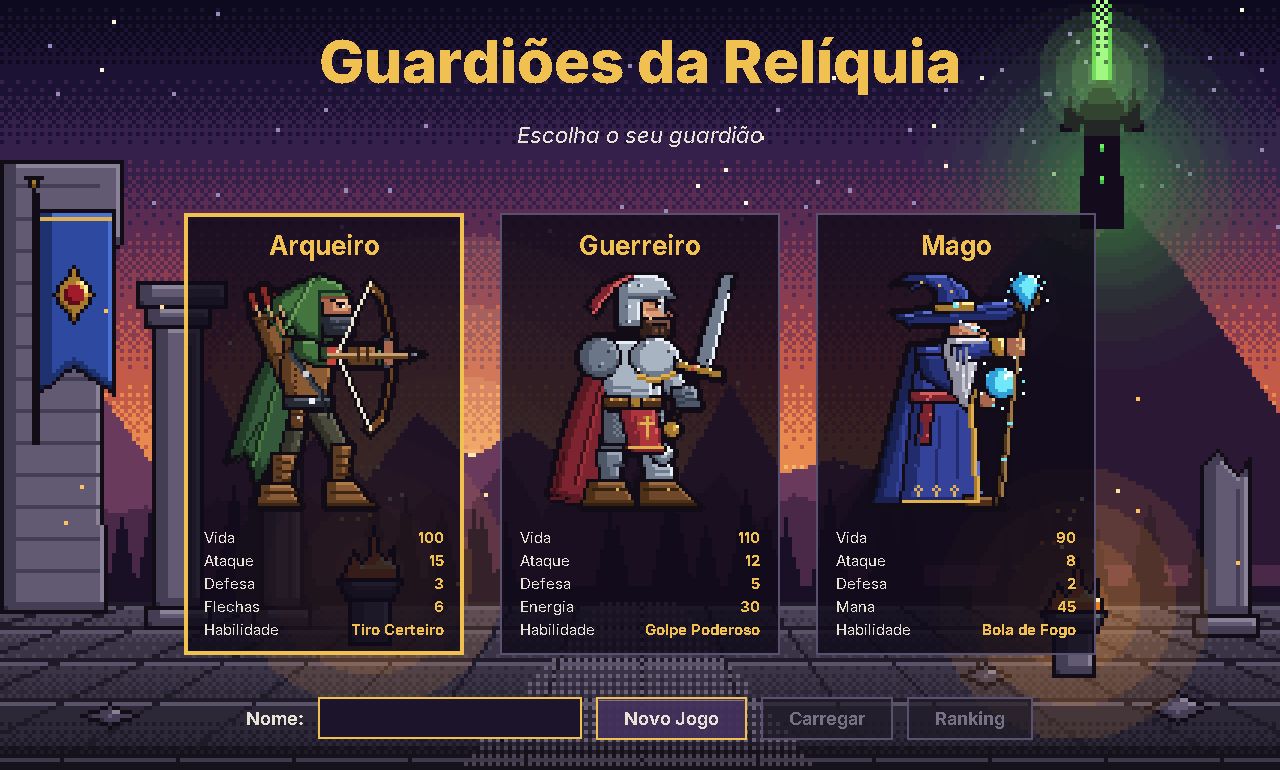 Guardiões da Relíquia
Escolha o seu guardião
Arqueiro
Vida 100
Ataque 15
Defesa 3
Flechas 6
Habilidade Tiro Certeiro
Guerreiro
Vida 110
Ataque 12
Defesa 5
Energia 30
Habilidade Golpe Poderoso
Mago
Vida 90
Ataque 8
Defesa 2
Mana 45
Habilidade Bola de Fogo
Nome: Novo Jogo Carregar Ranking